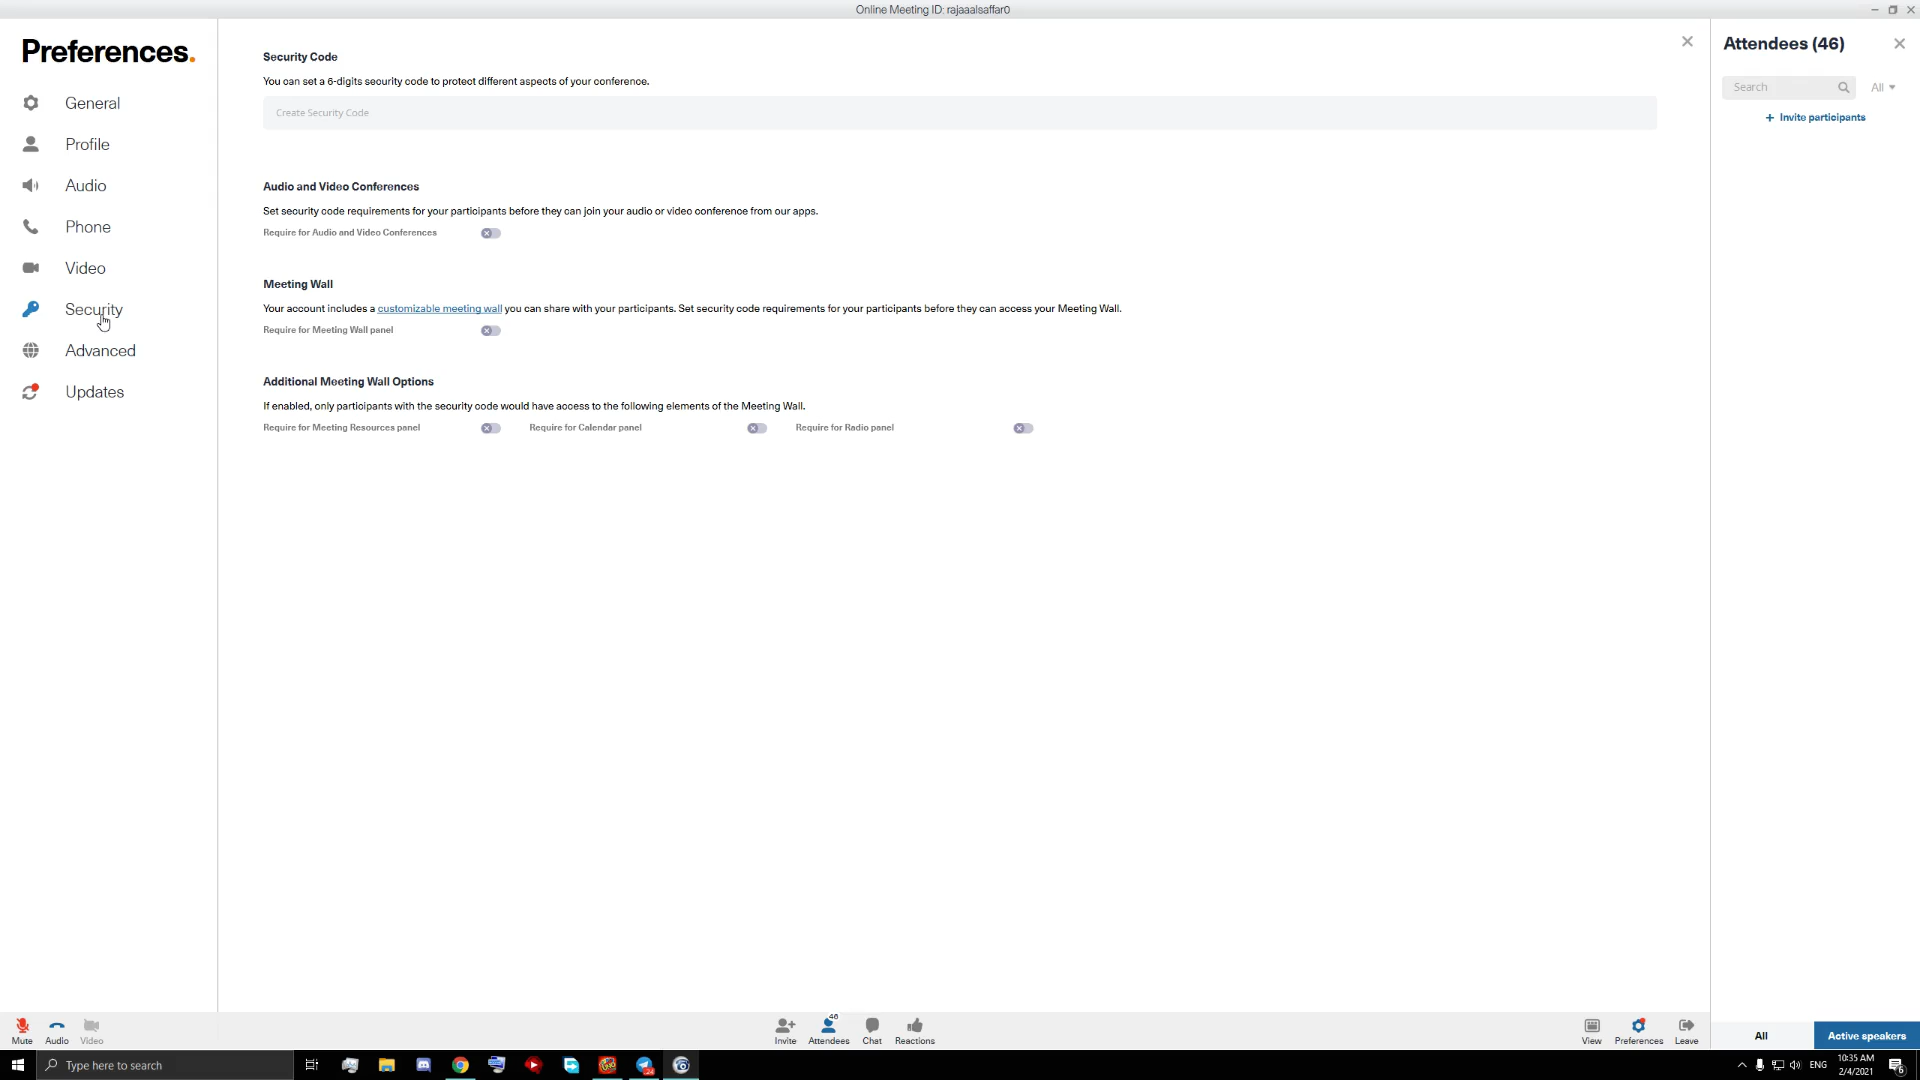 Online Meeting ID: rajaaalsaffar0
Preferences.
General
Profile
Audio
Phone
Video
Security
Advanced
Updates
Security Code
You can set a 6-digits security code to protect different aspects of your conference.
Create Security Code
Audio and Video Conferences
Set security code requirements for your participants before they can join your audio or video conference from our apps.
Require for Audio and Video Conferences
Meeting Wall
Your account includes a customizable meeting wall you can share with your participants. Set security code requirements for your participants before they can access your Meeting Wall.
Require for Meeting Wall panel
Additional Meeting Wall Options
If enabled, only participants with the security code would have access to the following elements of the Meeting Wall.
Require for Meeting Resources panel Require for Calendar panel Require for Radio panel
Attendees (46)
Search All
+ Invite participants
All Active speakers
Mute Audio Video
46
Invite Attendees Chat Reactions
View Preferences Leave
Type here to search
24
ENG
10:35 AM
2/4/2021
6